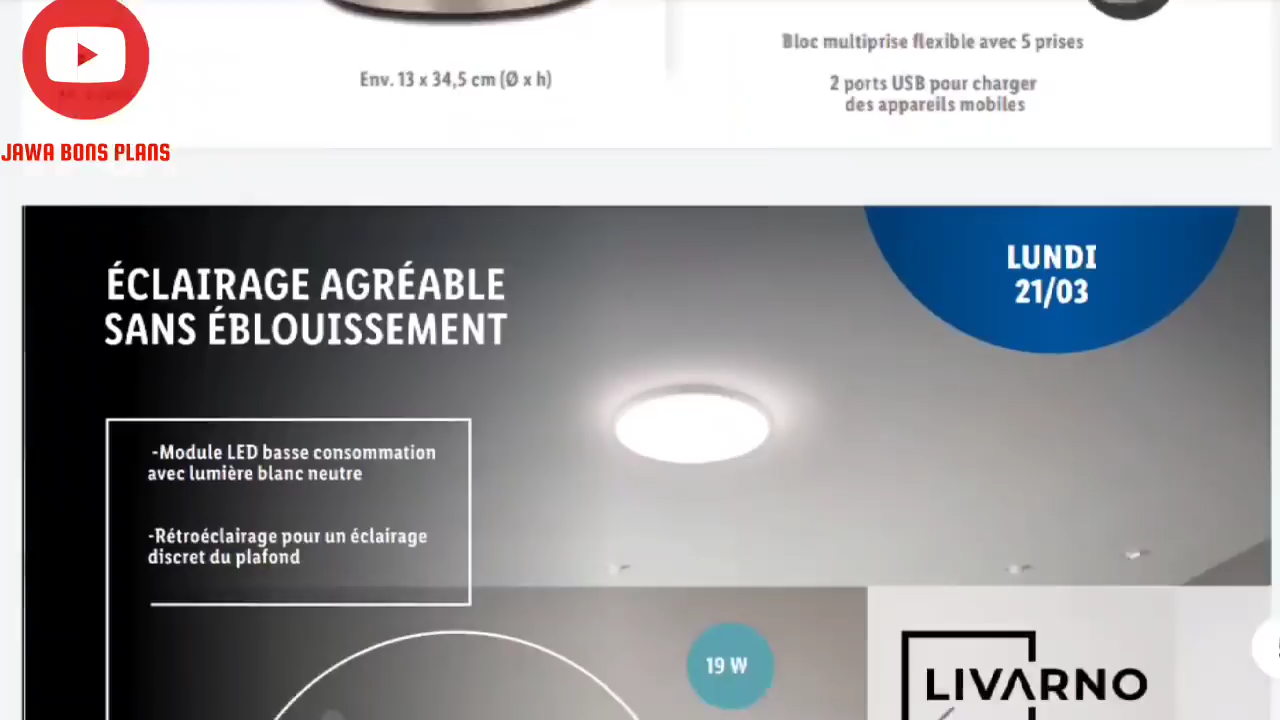 Env. 13 x 34,5 cm (Ø x h)
Bloc multiprise flexible avec 5 prises
2 ports USB pour charger
des appareils mobiles
JAWA BONS PLANS
ÉCLAIRAGE AGRÉABLE
SANS ÉBLOUISSEMENT
LUNDI
21/03
-Module LED basse consommation
avec lumière blanc neutre
-Rétroéclairage pour un éclairage
discret du plafond
19 W
LIVARNO